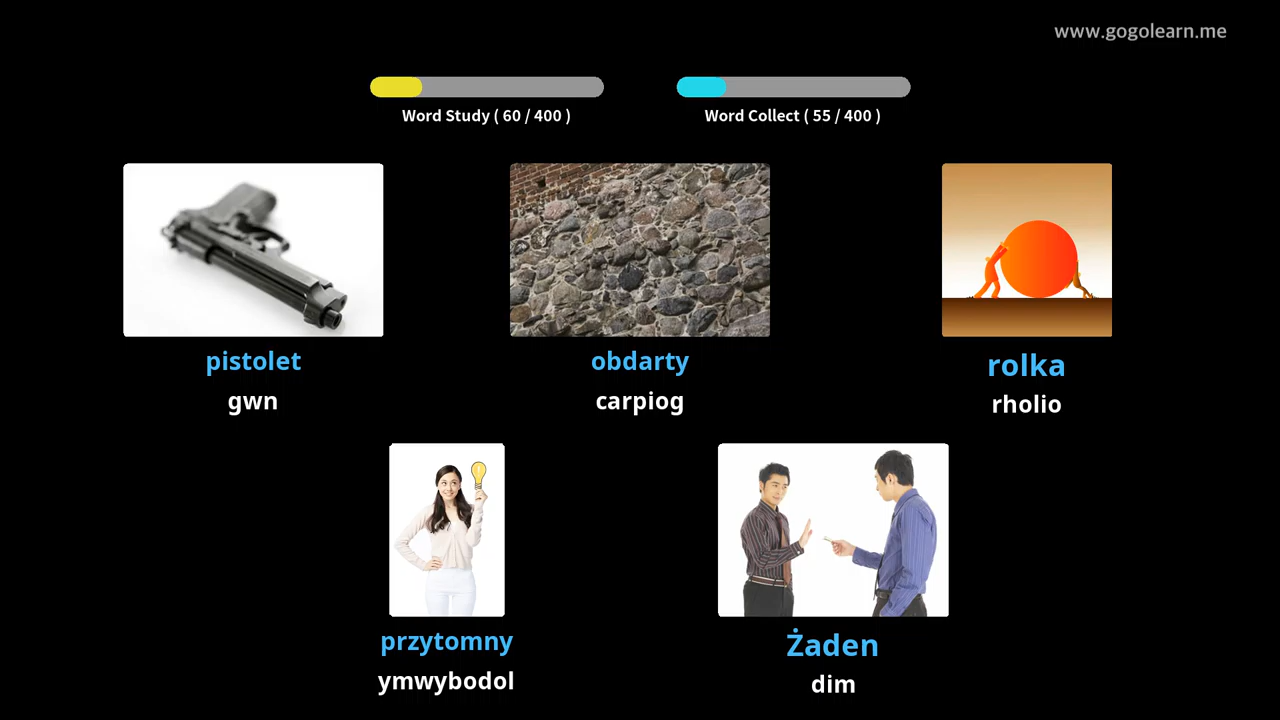 www.gogolearn.me
Word Study ( 60 / 400 )
Word Collect ( 55 / 400 )
pistolet
gwn
obdarty
carpiog
rolka
rholio
przytomny
ymwybodol
Żaden
dim